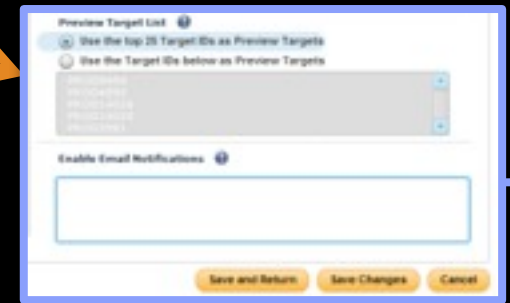 Preview Target List
Use the top 25 Target IDs as Preview Targets
Use the Target IDs below as Preview Targets
Enable Email Notifications
Save and Return Save Changes Cancel